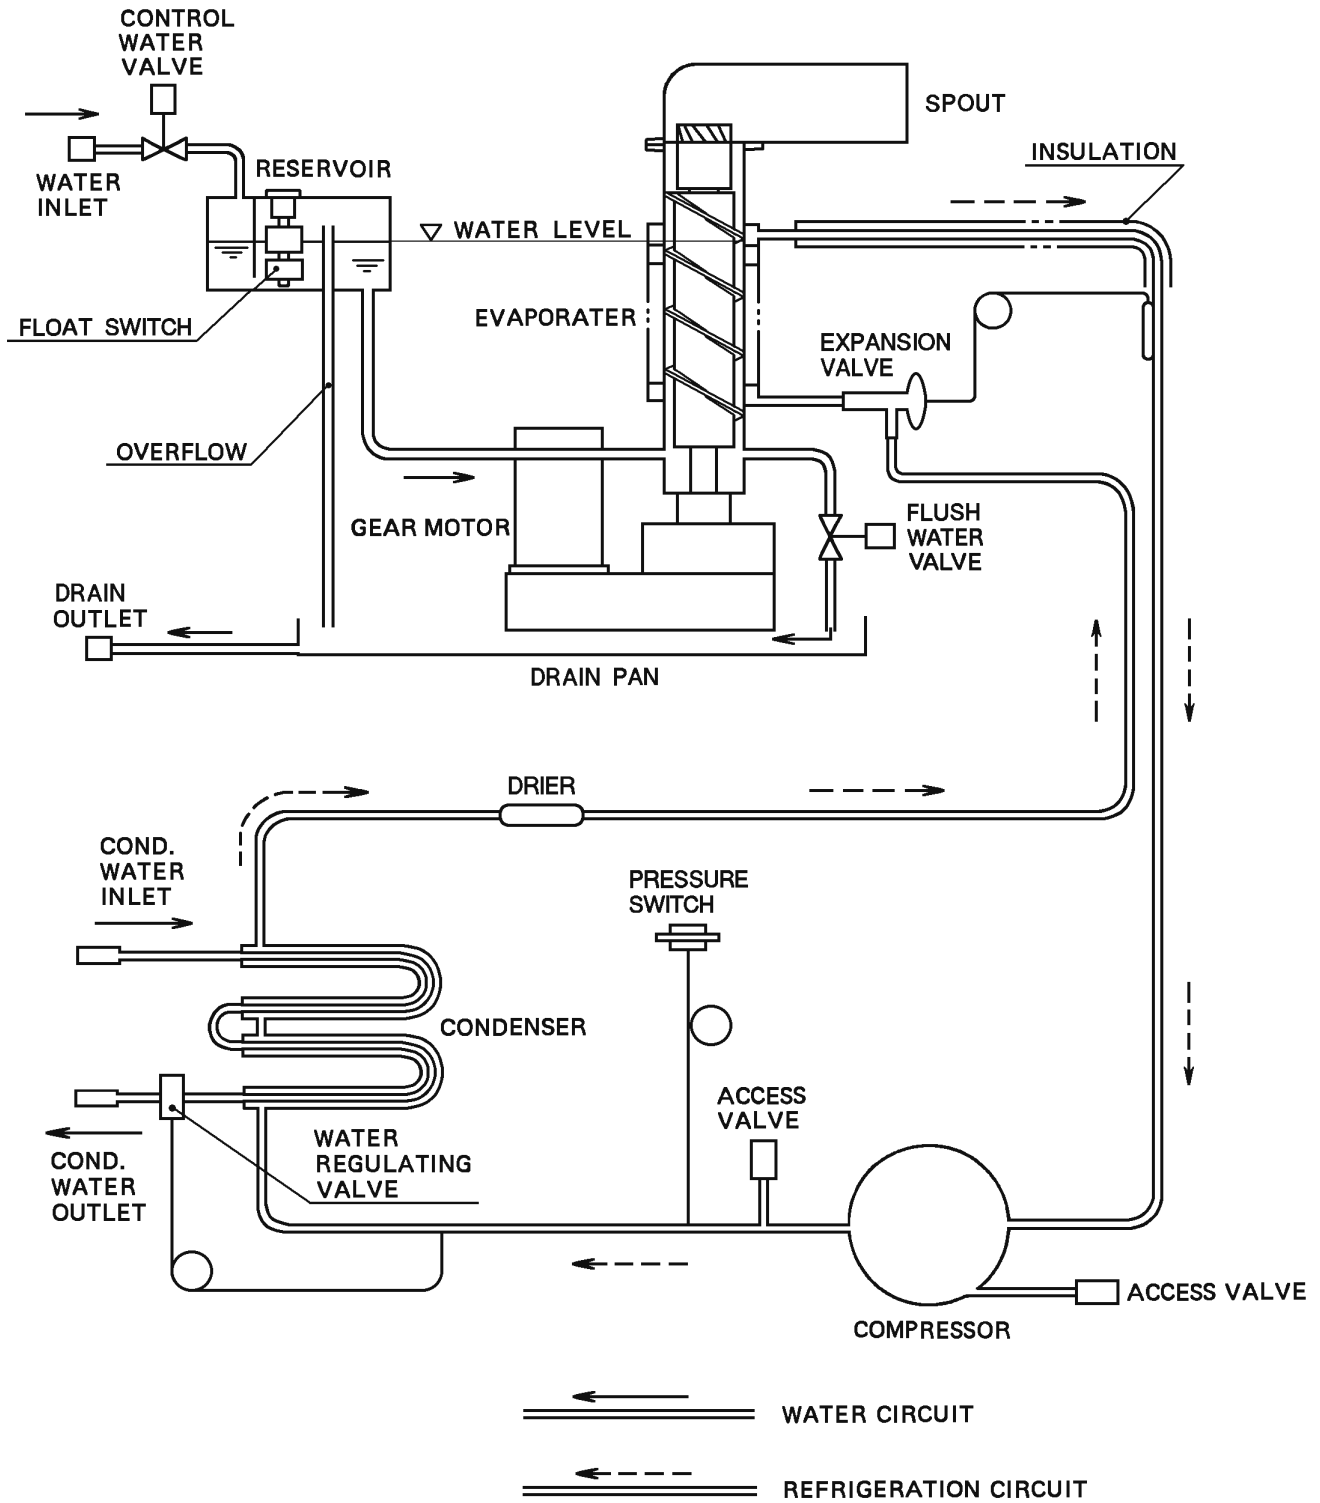 CONTROL
WATER
VALVE
SPOUT
INSULATION
RESERVOIR
WATER
INLET
WATER LEVEL
FLOAT SWITCH
EVAPORATER
EXPANSION
VALVE
OVERFLOW
GEAR MOTOR
FLUSH
WATER
VALVE
DRAIN
OUTLET
DRAIN PAN
DRIER
COND.
WATER
INLET
PRESSURE
SWITCH
CONDENSER
ACCESS
VALVE
WATER
REGULATING
VALVE
COND.
WATER
OUTLET
ACCESS VALVE
COMPRESSOR
WATER CIRCUIT
REFRIGERATION CIRCUIT